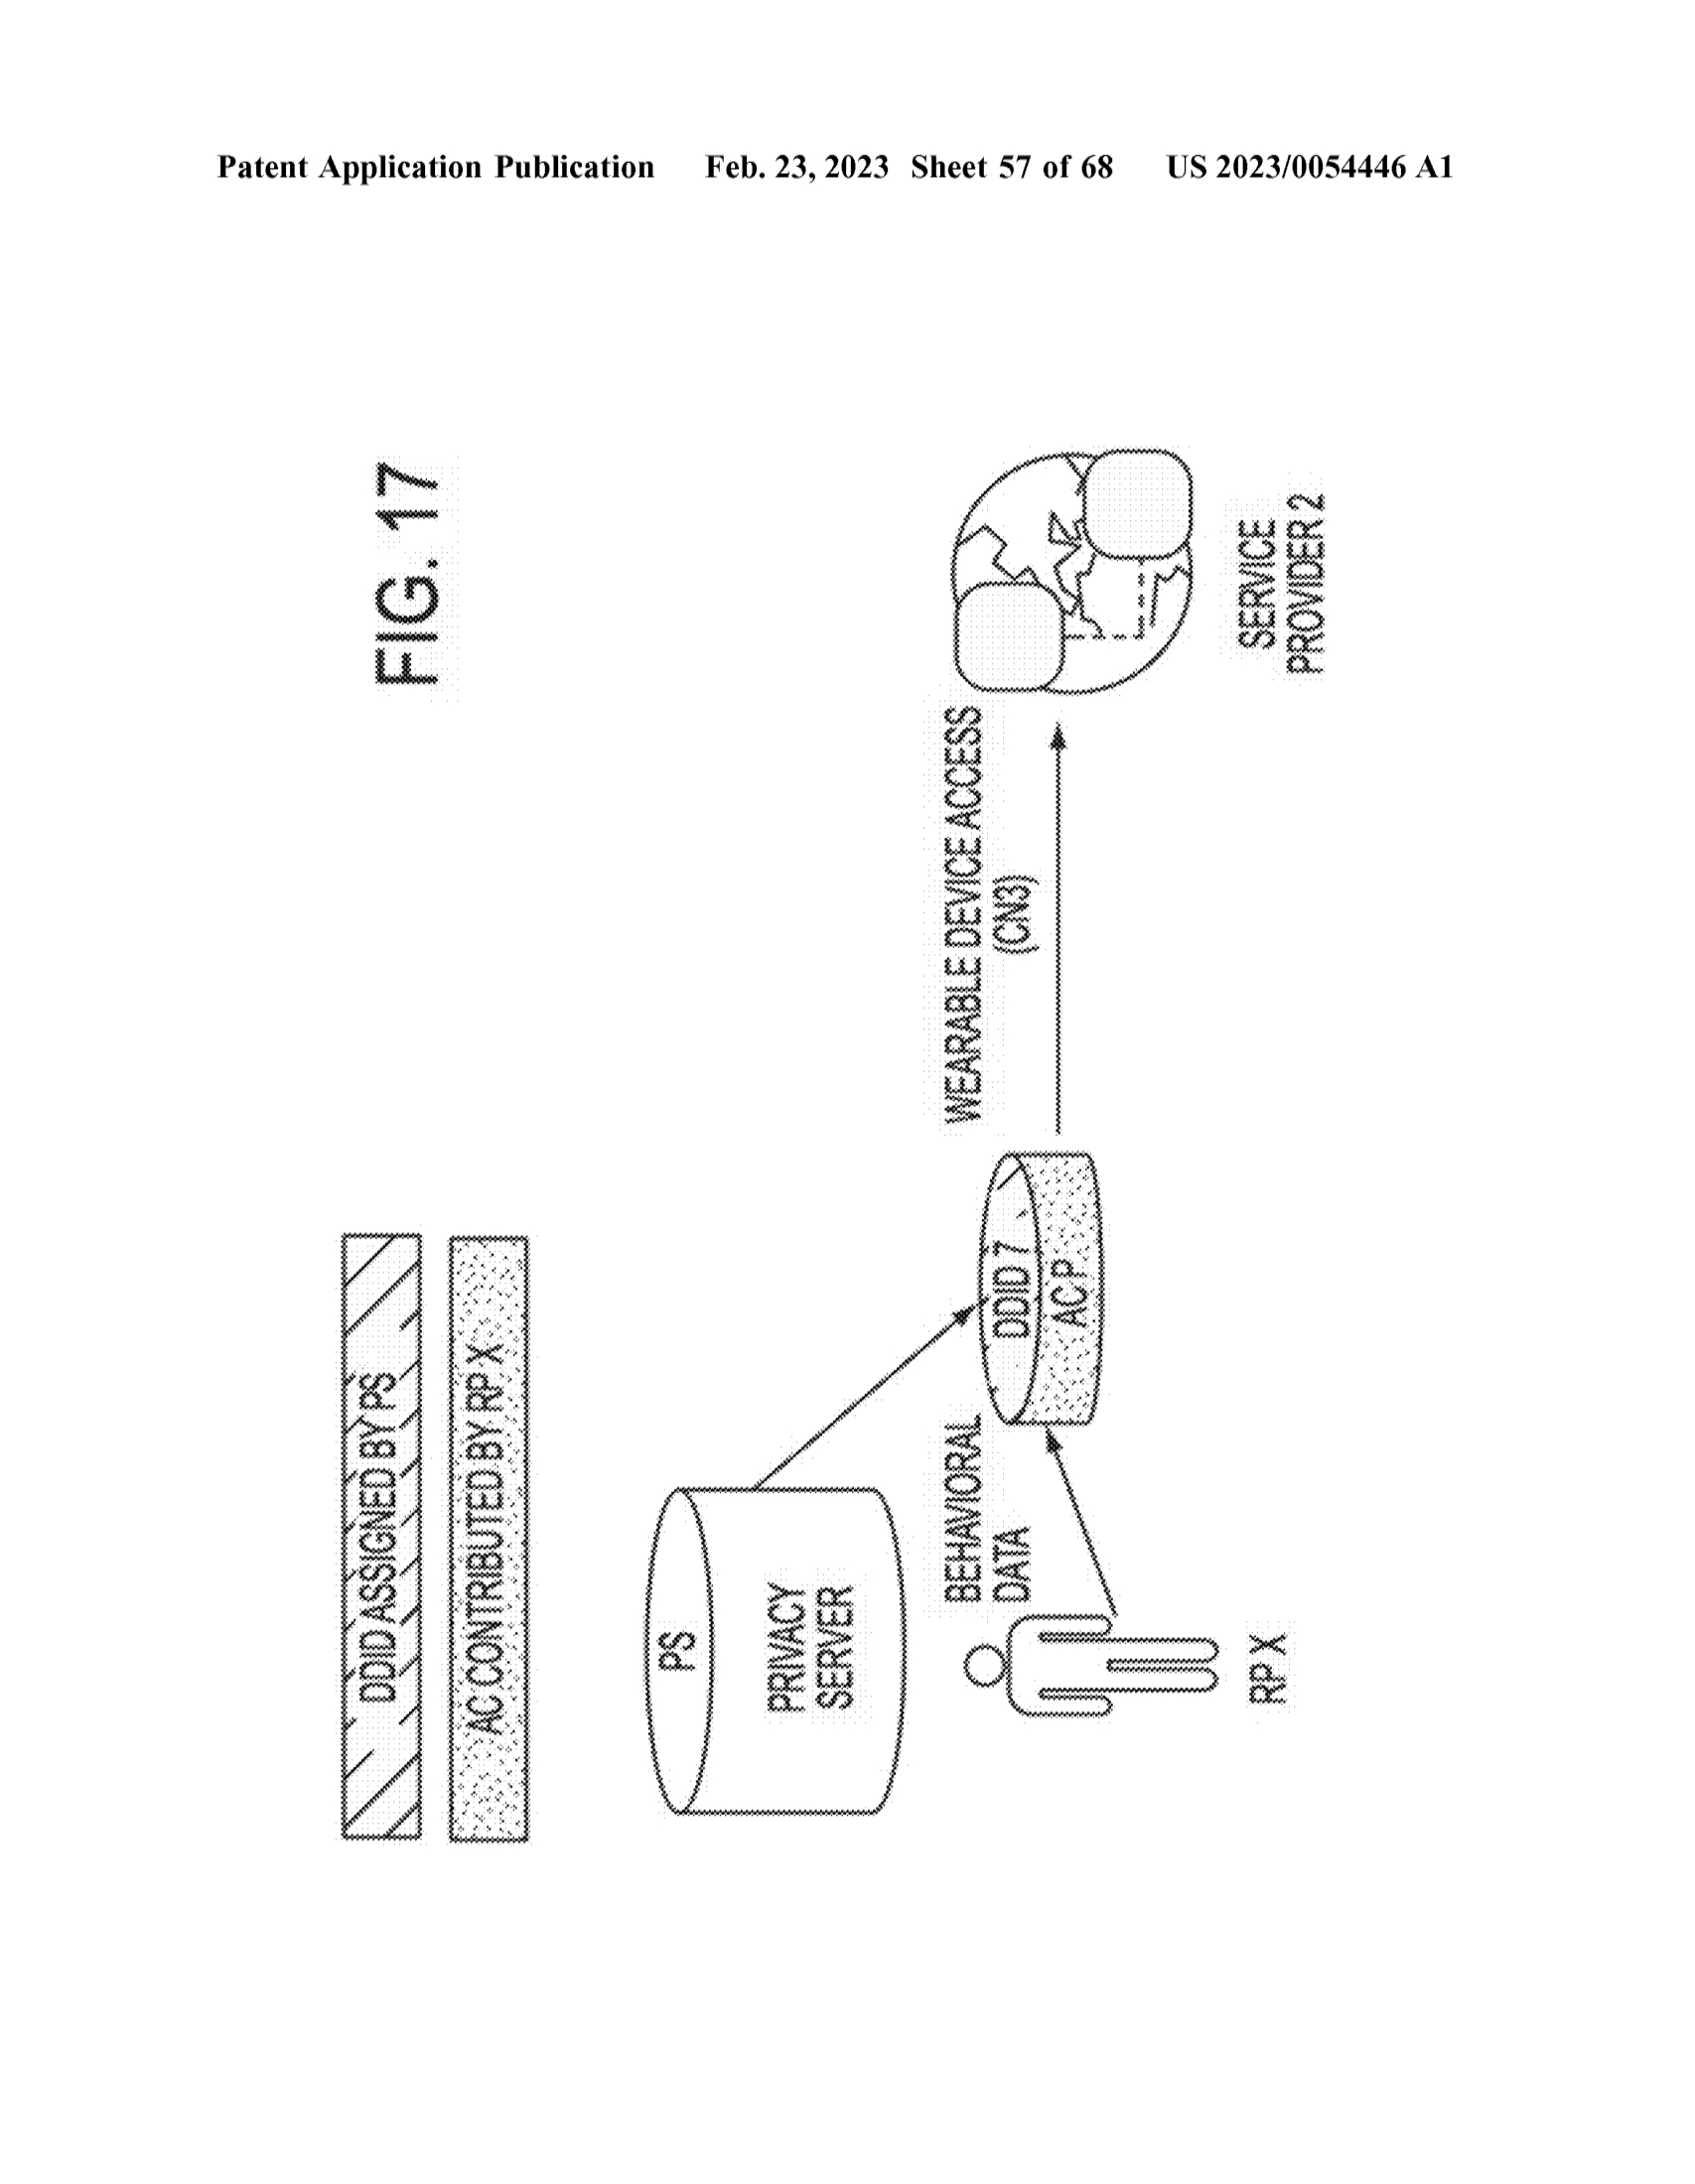 Patent Application Publication Feb. 23, 2023 Sheet 57 of 68 US 2023/0054446 A1
FIG. 17
DDID ASSIGNED BY PS
AC CONTRIBUTED BY RP X
PS
PRIVACY
SERVER
BEHAVIORAL
DATA
RP X
DDID 7
AC P
WEARABLE DEVICE ACCESS
(CN3)
SERVICE
PROVIDER 2